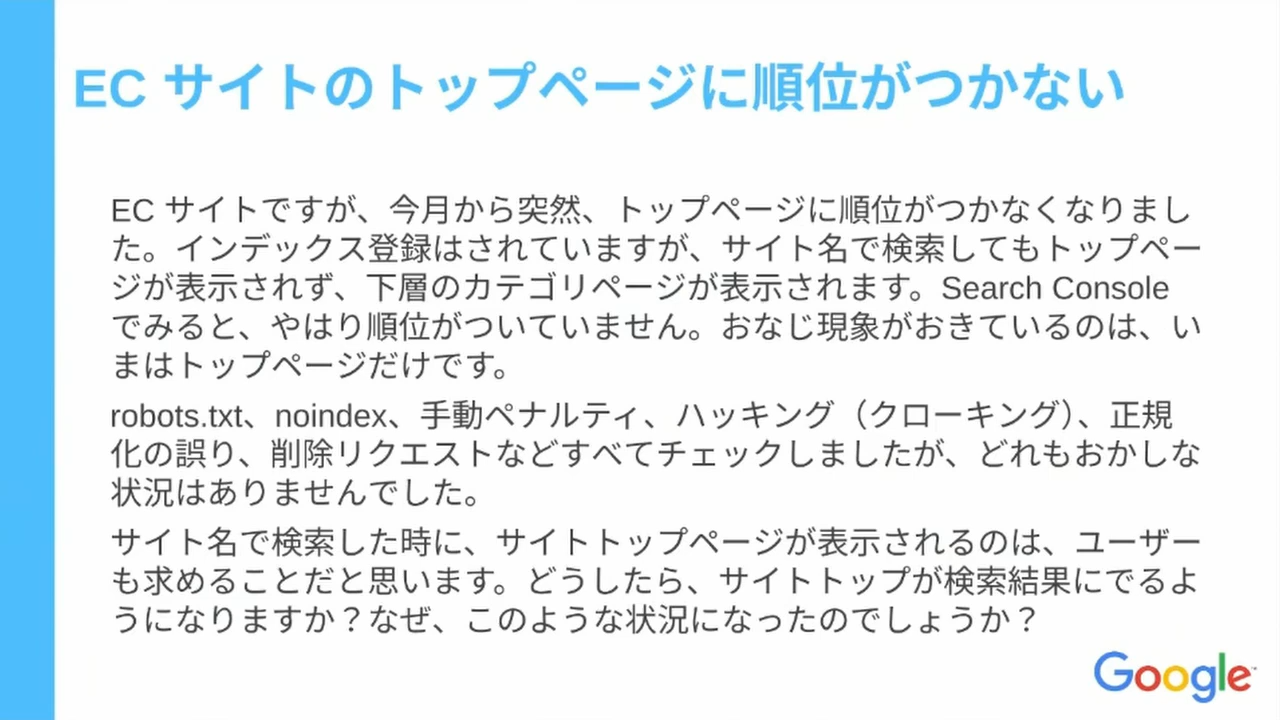 EC サイトのトップページに順位がつかない
EC サイトですが、今月から突然、トップページに順位がつかなくなりまし
た。インデックス登録はされていますが、サイト名で検索してもトップペー
ジが表示されず、下層のカテゴリページが表示されます。Search Console
でみると、やはり順位がついていません。おなじ現象がおきているのは、い
まはトップページだけです。
robots.txt、noindex、手動ペナルティ、ハッキング（クローキング）、正規
化の誤り、削除リクエストなどすべてチェックしましたが、どれもおかしな
状況はありませんでした。
サイト名で検索した時に、サイトトップページが表示されるのは、ユーザー
も求めることだと思います。どうしたら、サイトトップが検索結果にでるよ
うになりますか？なぜ、このような状況になったのでしょうか？
Google